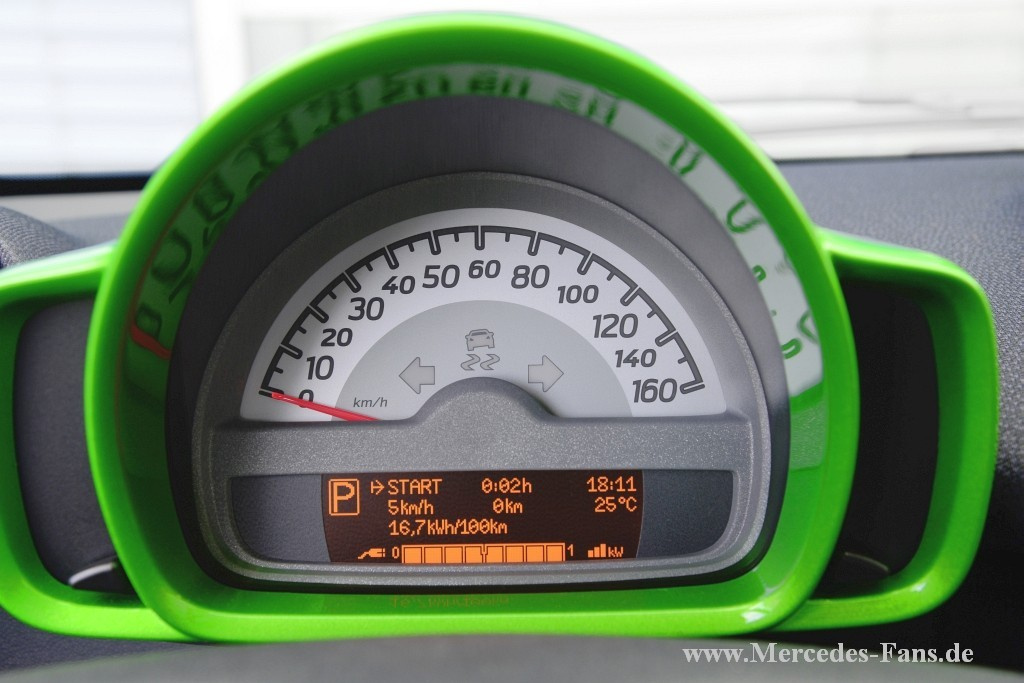 0 10 20 30 40 50 60 80 100 120 140 160
km/h
P START 0:02h 18:11
5km/h 0km 25°C
16,7kWh/100km
0 1 kW
www.Mercedes-Fans.de